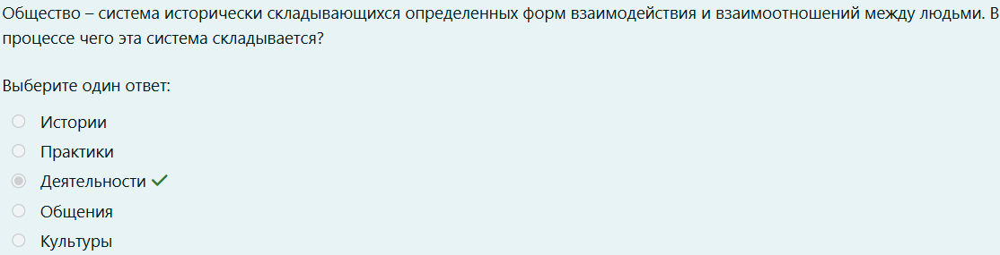 Общество – система исторически складывающихся определенных форм взаимодействия и взаимоотношений между людьми. В
процессе чего эта система складывается?
Выберите один ответ:
Истории
Практики
Деятельности
Общения
Культуры